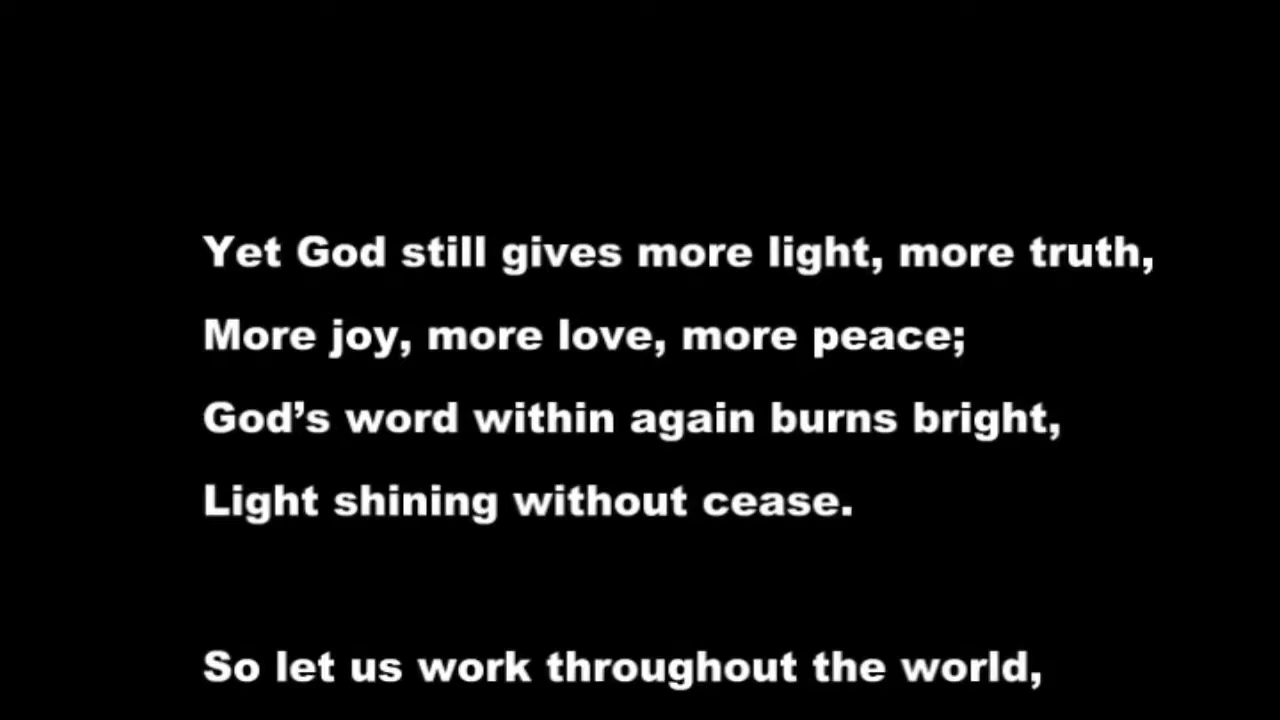 Yet God still gives more light, more truth,
More joy, more love, more peace;
God’s word within again burns bright,
Light shining without cease.
So let us work throughout the world,